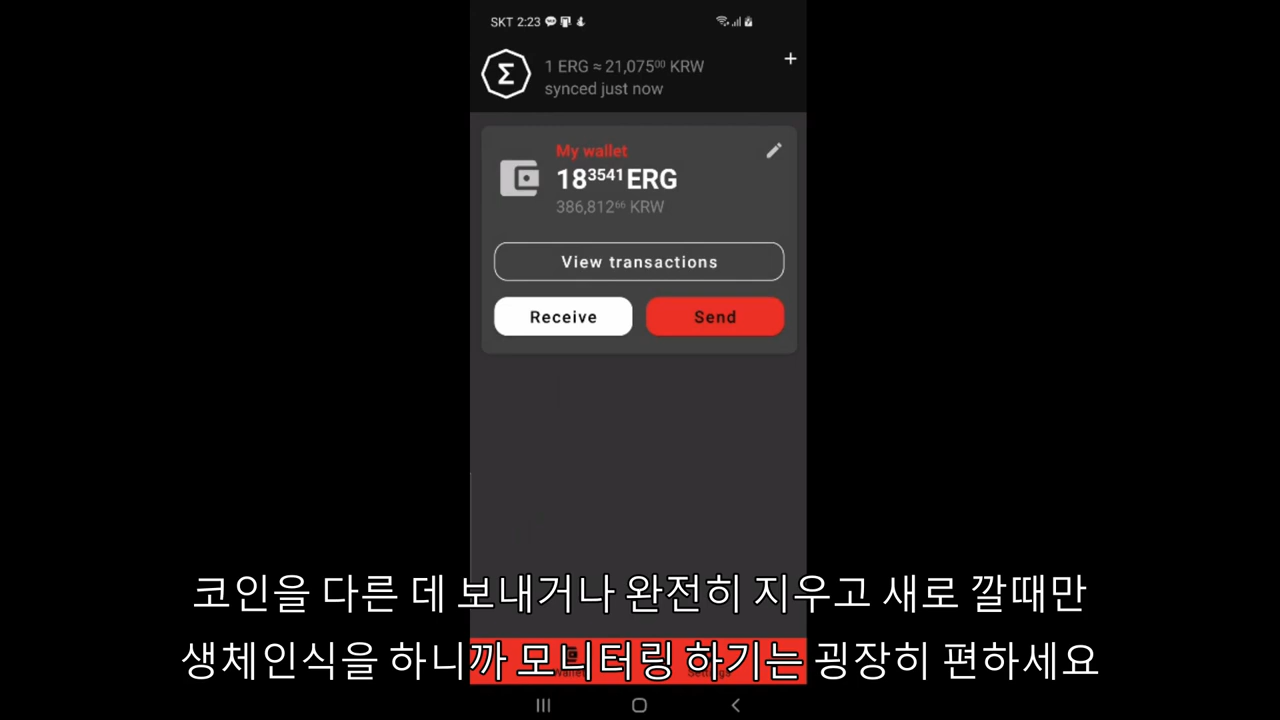 SKT 2:23
1 ERG ≈ 21,075⁰⁰ KRW
synced just now
+
My wallet
18³⁵⁴¹ ERG
386,812⁶⁶ KRW
View transactions
Receive Send
코인을 다른 데 보내거나 완전히 지우고 새로 깔때만
생체인식을 하니까 모니터링 하기는 굉장히 편하세요